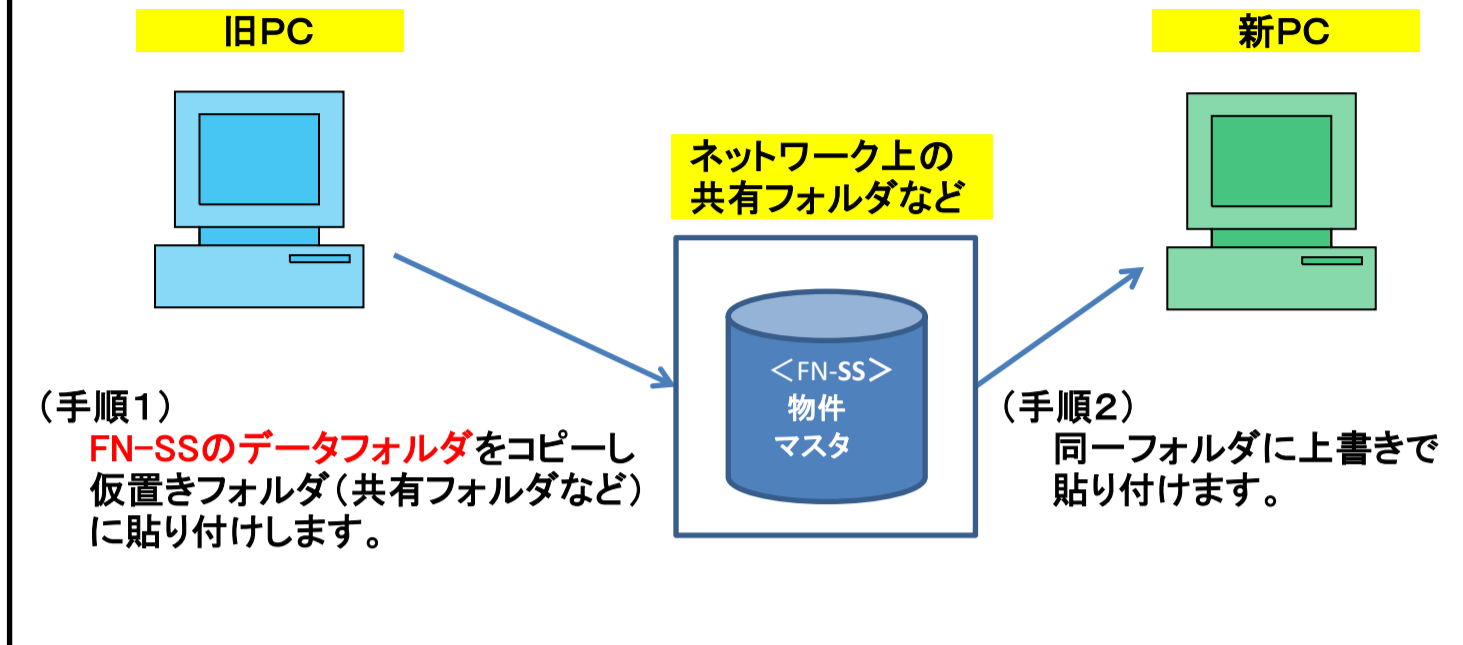 旧PC
新PC
ネットワーク上の
共有フォルダなど
＜FN-SS＞
物件
マスタ
（手順１）
FN-SSのデータフォルダをコピーし
仮置きフォルダ（共有フォルダなど）
に貼り付けします。
（手順２）
同一フォルダに上書きで
貼り付けます。